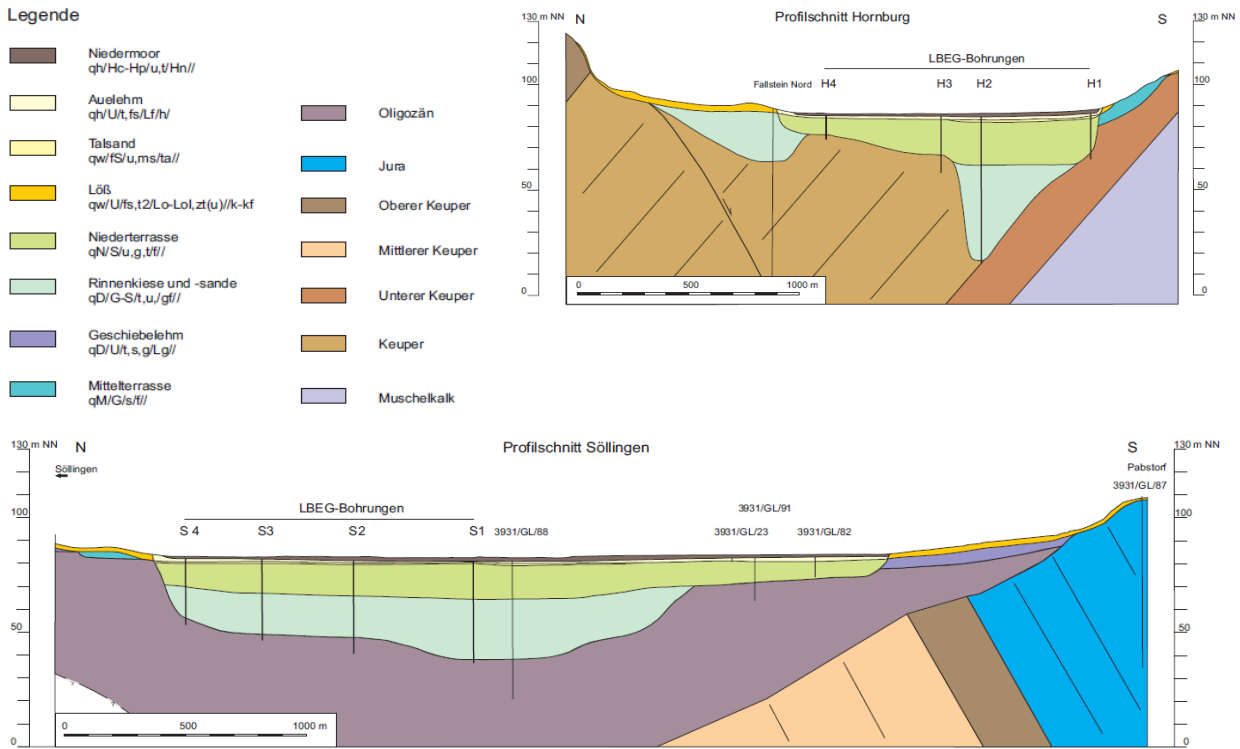 Legende
Niedermoor
qh/Hc-Hp/u,t/Hn//
Auelehm
qh/U/t,fs/Lf/h/
Talsand
qw/fS/u,ms/ta//
Löß
qw/U/fs,t2/Lo-Lol,zt(u)//k-kf
Niederterrasse
qN/S/u,g,t/f//
Rinnenkiese und -sande
qD/G-S/t,u,/gf//
Geschiebelehm
qD/U/t,s,g/Lg//
Mittelterrasse
qM/G/s/f//
Oligozän
Jura
Oberer Keuper
Mittlerer Keuper
Unterer Keuper
Keuper
Muschelkalk
130 m NN N Profilschnitt Hornburg S 130 m NN
LBEG-Bohrungen
Fallstein Nord H4 H3 H2 H1
100 100
50 50
0 0
0 500 1000 m
130 m NN N Profilschnitt Söllingen S 130 m NN
Söllingen Pabstorf
3931/GL/87
LBEG-Bohrungen 3931/GL/91
S 4 S3 S2 S1 3931/GL/88 3931/GL/23 3931/GL/82
100 100
50 50
0 500 1000 m
0 0